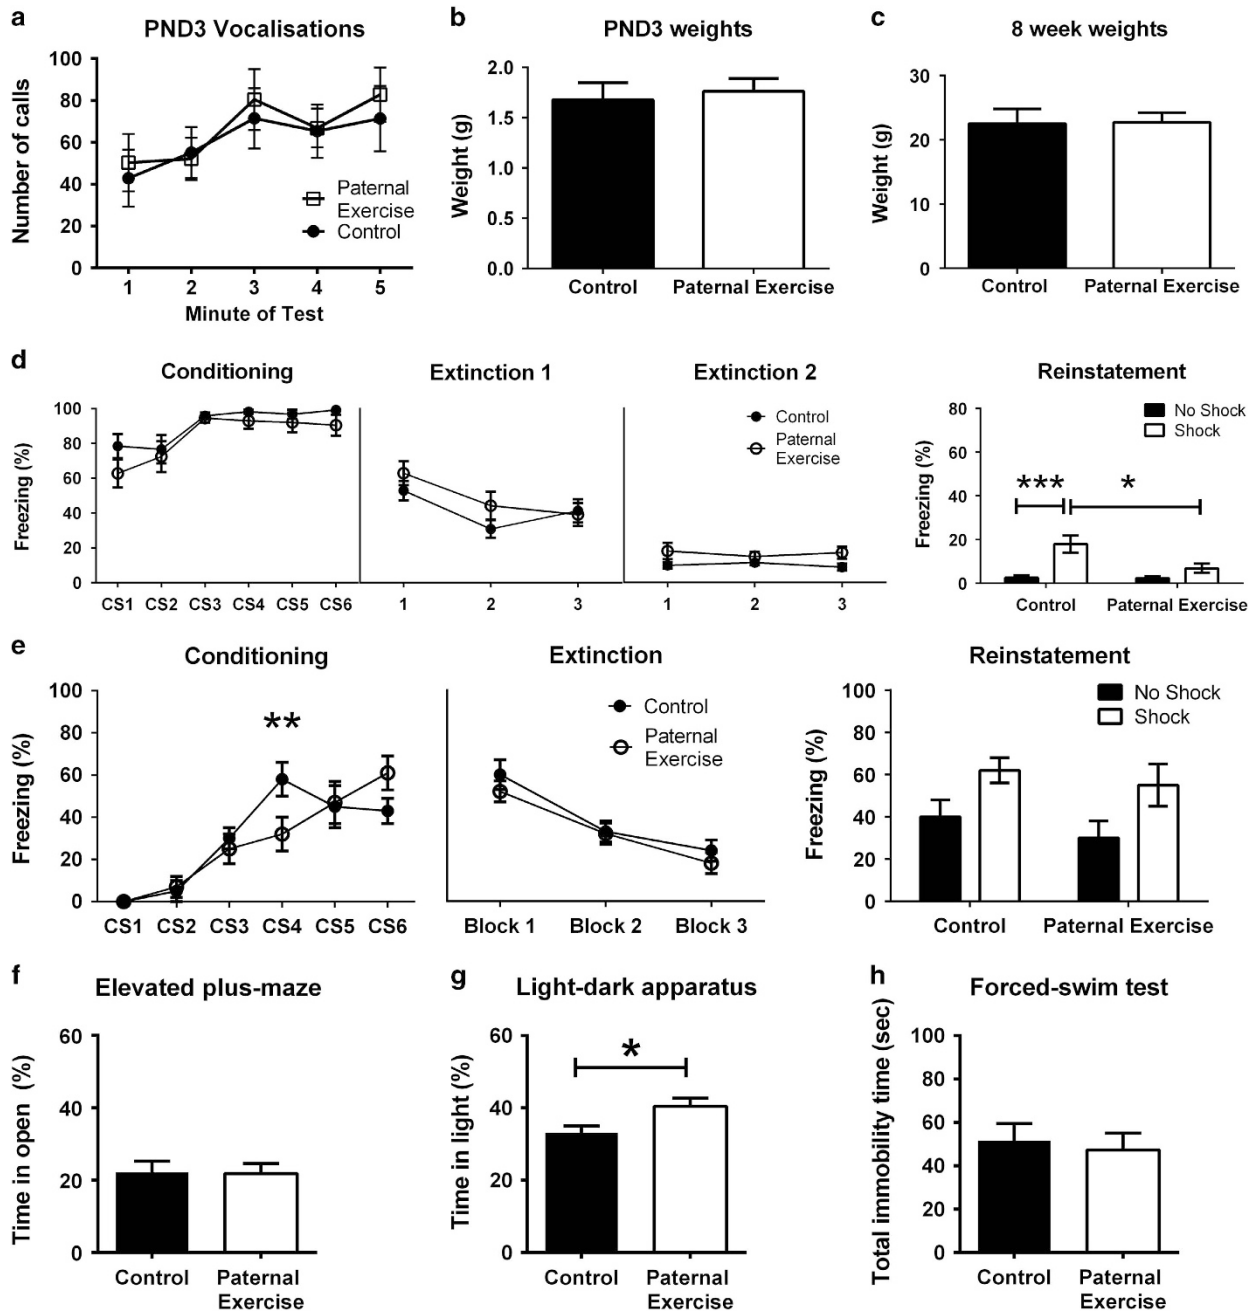 a
PND3 Vocalisations
Number of calls
100
80
60
40
20
0
1 2 3 4 5
Minute of Test
Paternal
Exercise
Control
b
PND3 weights
Weight (g)
2.0
1.5
1.0
0.5
0.0
Control Paternal Exercise
c
8 week weights
Weight (g)
30
20
10
0
Control Paternal Exercise
d
Conditioning
Freezing (%)
100
80
60
40
20
0
CS1 CS2 CS3 CS4 CS5 CS6
Extinction 1
1 2 3
Extinction 2
Control
Paternal
Exercise
1 2 3
Reinstatement
Freezing (%)
80
60
40
20
0
No Shock
Shock
*** *
Control Paternal Exercise
e
Conditioning
Freezing (%)
100
80
60
40
20
0
**
CS1 CS2 CS3 CS4 CS5 CS6
Extinction
Control
Paternal
Exercise
Block 1 Block 2 Block 3
Reinstatement
Freezing (%)
100
80
60
40
20
0
No Shock
Shock
Control Paternal Exercise
f
Elevated plus-maze
Time in open (%)
60
40
20
0
Control Paternal
Exercise
g
Light-dark apparatus
Time in light (%)
60
40
20
0
*
Control Paternal
Exercise
h
Forced-swim test
Total immobility time (sec)
100
80
60
40
20
0
Control Paternal
Exercise